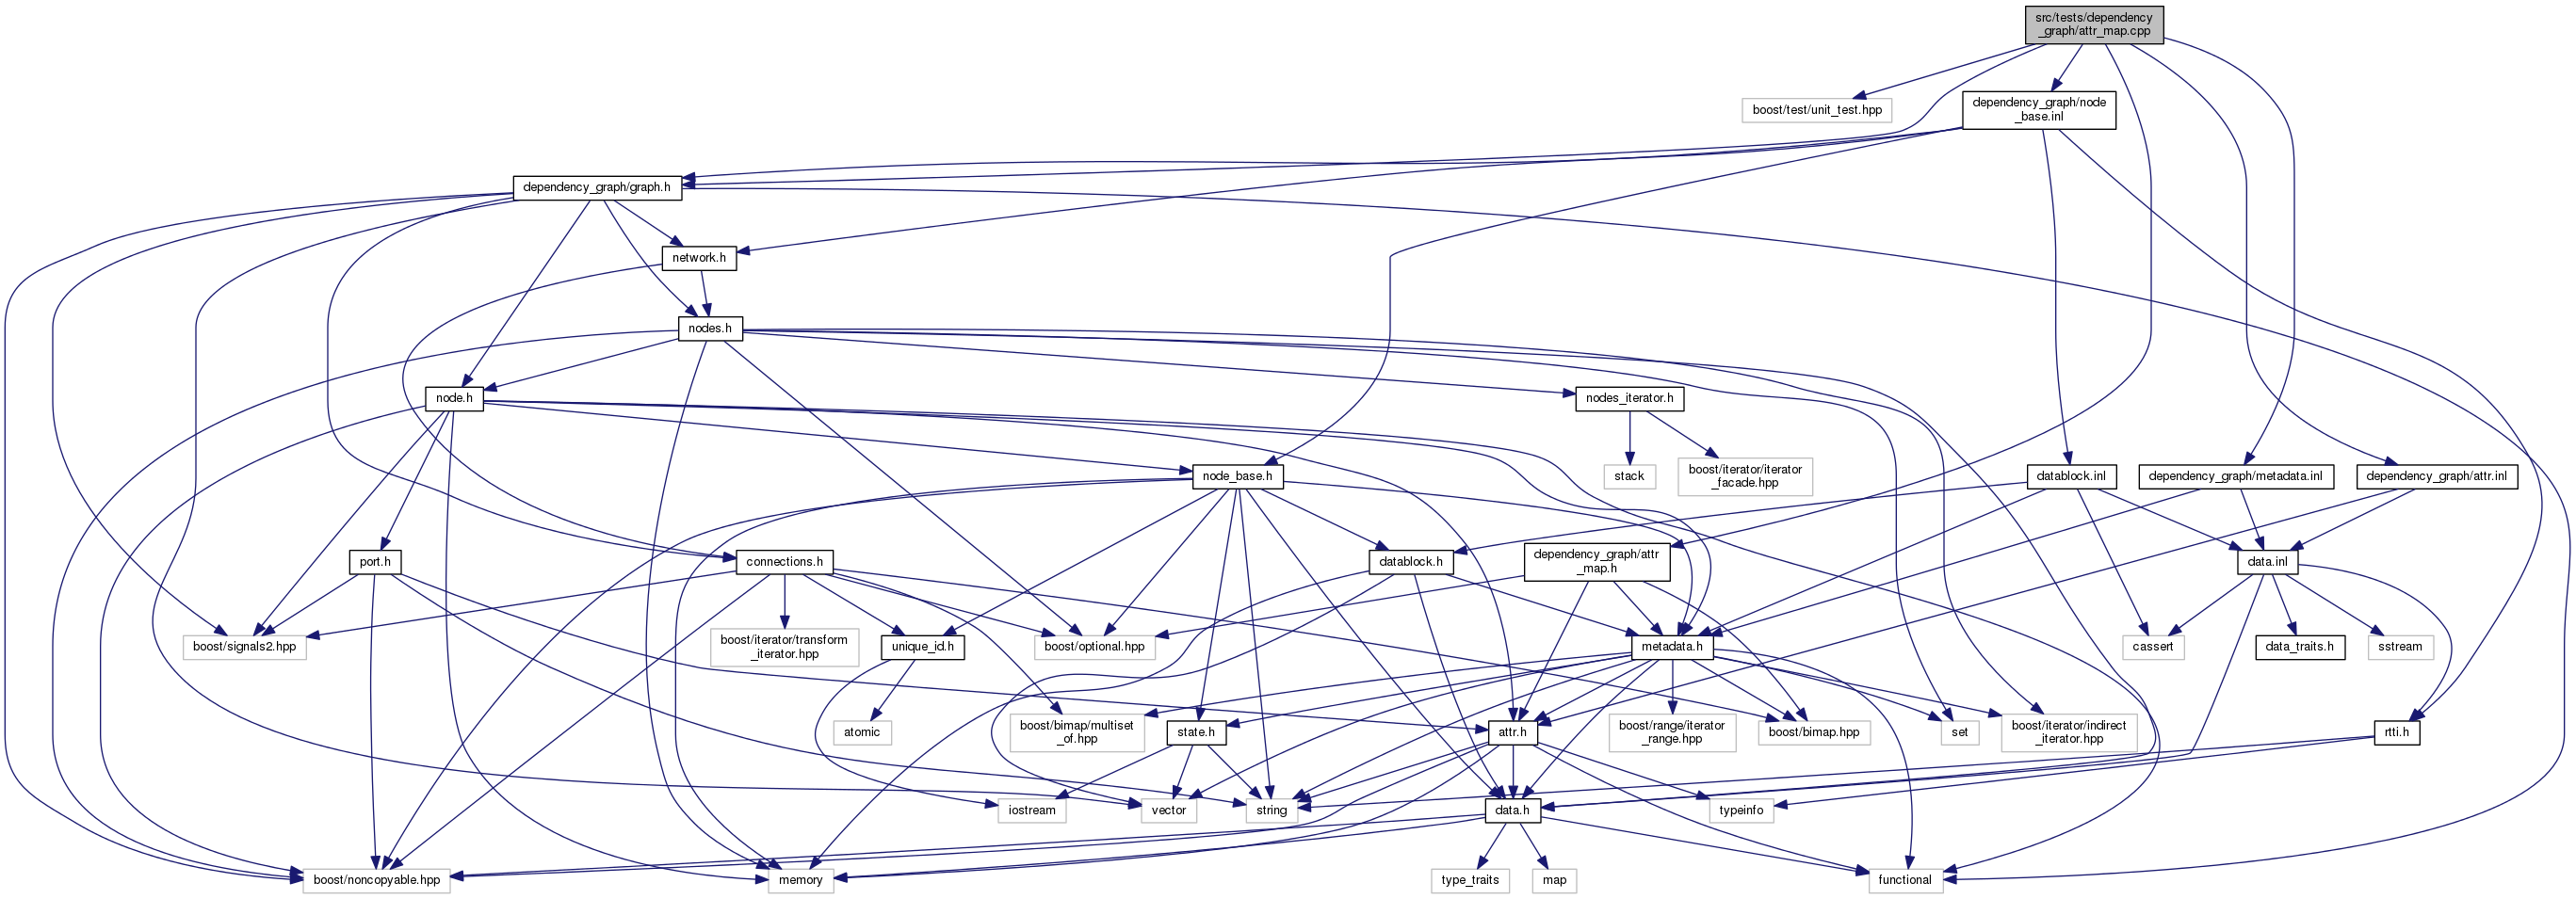 src/tests/dependency
_graph/attr_map.cpp
boost/test/unit_test.hpp
dependency_graph/node
_base.inl
dependency_graph/graph.h
network.h
nodes.h
node.h
nodes_iterator.h
node_base.h
stack
boost/iterator/iterator
_facade.hpp
datablock.inl
dependency_graph/metadata.inl
dependency_graph/attr.inl
port.h
connections.h
datablock.h
dependency_graph/attr
_map.h
data.inl
boost/signals2.hpp
boost/iterator/transform
_iterator.hpp
unique_id.h
boost/optional.hpp
metadata.h
cassert
data_traits.h
sstream
atomic
boost/bimap/multiset
_of.hpp
state.h
attr.h
boost/range/iterator
_range.hpp
boost/bimap.hpp
set
boost/iterator/indirect
_iterator.hpp
rtti.h
iostream
vector
string
data.h
typeinfo
boost/noncopyable.hpp
memory
type_traits
map
functional